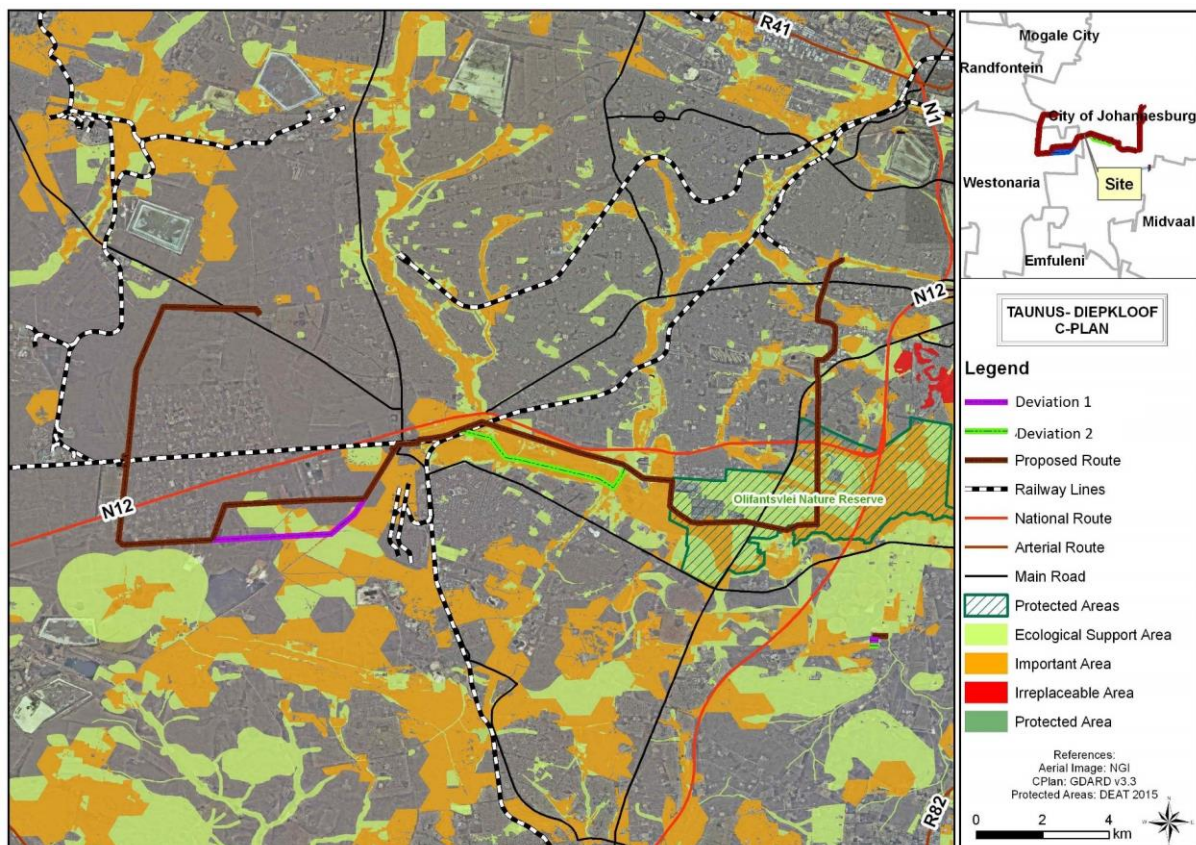 R41
N1
N12
N12
Olifantsvlei Nature Reserve
R82
Mogale City
Randfontein
City of Johannesburg
Westonaria
Site
Midvaal
Emfuleni
TAUNUS- DIEPKLOOF
C-PLAN
Legend
Deviation 1
Deviation 2
Proposed Route
Railway Lines
National Route
Arterial Route
Main Road
Protected Areas
Ecological Support Area
Important Area
Irreplaceable Area
Protected Area
References:
Aerial Image: NGI
CPlan: GDARD v3.3
Protected Areas: DEAT 2015
0 2 4
km